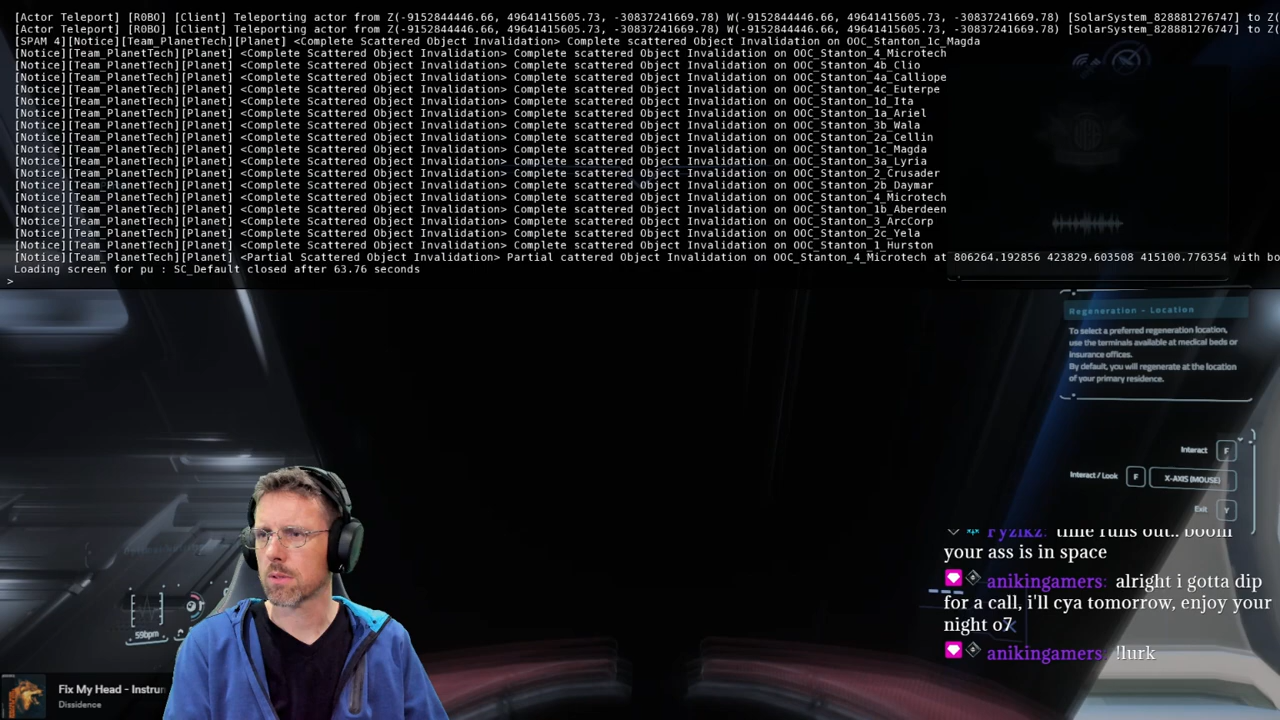 [Actor Teleport] [R0BO] [Client] Teleporting actor from Z(-9152844446.66, 49641415605.73, -30837241669.78) W(-9152844446.66, 49641415605.73, -30837241669.78) [SolarSystem_828881276747] to Z(
[Actor Teleport] [R0BO] [Client] Teleporting actor from Z(-9152844446.66, 49641415605.73, -30837241669.78) W(-9152844446.66, 49641415605.73, -30837241669.78) [SolarSystem_828881276747] to Z(
[SPAM 4][Notice][Team_PlanetTech][Planet] <Complete Scattered Object Invalidation> Complete scattered Object Invalidation on OOC_Stanton_1c_Magda
[Notice][Team_PlanetTech][Planet] <Complete Scattered Object Invalidation> Complete scattered Object Invalidation on OOC_Stanton_4_Microtech
[Notice][Team_PlanetTech][Planet] <Complete Scattered Object Invalidation> Complete scattered Object Invalidation on OOC_Stanton_4b_Clio
[Notice][Team_PlanetTech][Planet] <Complete Scattered Object Invalidation> Complete scattered Object Invalidation on OOC_Stanton_4a_Calliope
[Notice][Team_PlanetTech][Planet] <Complete Scattered Object Invalidation> Complete scattered Object Invalidation on OOC_Stanton_4c_Euterpe
[Notice][Team_PlanetTech][Planet] <Complete Scattered Object Invalidation> Complete scattered Object Invalidation on OOC_Stanton_1d_Ita
[Notice][Team_PlanetTech][Planet] <Complete Scattered Object Invalidation> Complete scattered Object Invalidation on OOC_Stanton_1a_Ariel
[Notice][Team_PlanetTech][Planet] <Complete Scattered Object Invalidation> Complete scattered Object Invalidation on OOC_Stanton_3b_Wala
[Notice][Team_PlanetTech][Planet] <Complete Scattered Object Invalidation> Complete scattered Object Invalidation on OOC_Stanton_2a_Cellin
[Notice][Team_PlanetTech][Planet] <Complete Scattered Object Invalidation> Complete scattered Object Invalidation on OOC_Stanton_1c_Magda
[Notice][Team_PlanetTech][Planet] <Complete Scattered Object Invalidation> Complete scattered Object Invalidation on OOC_Stanton_3a_Lyria
[Notice][Team_PlanetTech][Planet] <Complete Scattered Object Invalidation> Complete scattered Object Invalidation on OOC_Stanton_2_Crusader
[Notice][Team_PlanetTech][Planet] <Complete Scattered Object Invalidation> Complete scattered Object Invalidation on OOC_Stanton_2b_Daymar
[Notice][Team_PlanetTech][Planet] <Complete Scattered Object Invalidation> Complete scattered Object Invalidation on OOC_Stanton_4_Microtech
[Notice][Team_PlanetTech][Planet] <Complete Scattered Object Invalidation> Complete scattered Object Invalidation on OOC_Stanton_1b_Aberdeen
[Notice][Team_PlanetTech][Planet] <Complete Scattered Object Invalidation> Complete scattered Object Invalidation on OOC_Stanton_3_ArcCorp
[Notice][Team_PlanetTech][Planet] <Complete Scattered Object Invalidation> Complete scattered Object Invalidation on OOC_Stanton_2c_Yela
[Notice][Team_PlanetTech][Planet] <Complete Scattered Object Invalidation> Complete scattered Object Invalidation on OOC_Stanton_1_Hurston
[Notice][Team_PlanetTech][Planet] <Partial Scattered Object Invalidation> Partial cattered Object Invalidation on OOC_Stanton_4_Microtech at 806264.192856 423829.603508 415100.776354 with bo
Loading screen for pu : SC_Default closed after 63.76 seconds
>
Regeneration - Location
To select a preferred regeneration location,
use the terminals available at medical beds or
insurance offices.
By default, you will regenerate at the location
of your primary residence.
Interact F
Interact / Look F X-AXIS (MOUSE)
Exit Y
Fyzikz: time runs out.. boom
your ass is in space
anikingamers: alright i gotta dip
for a call, i'll cya tomorrow, enjoy your
night o7
anikingamers: !lurk
59bpm
Fix My Head - Instrum
Dissidence